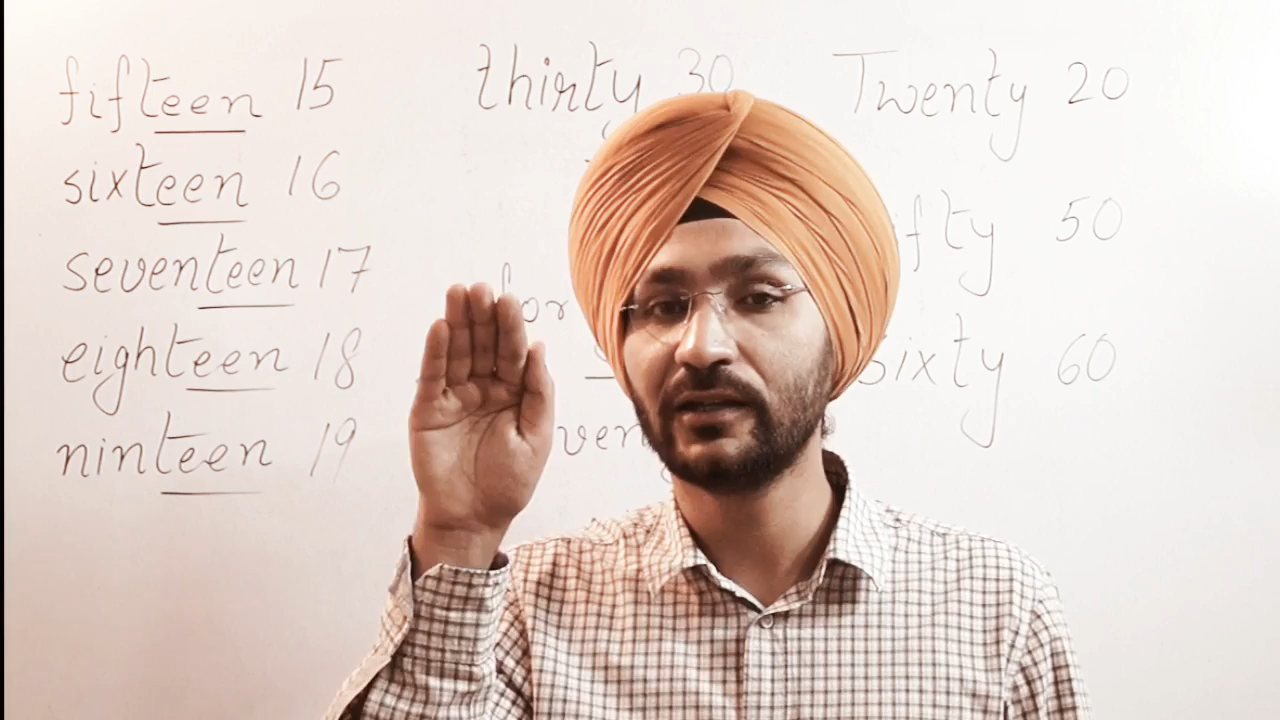 fifteen 15
sixteen 16
seventeen 17
eighteen 18
ninteen 19
thirty 30
Twenty 20
50
sixty 60